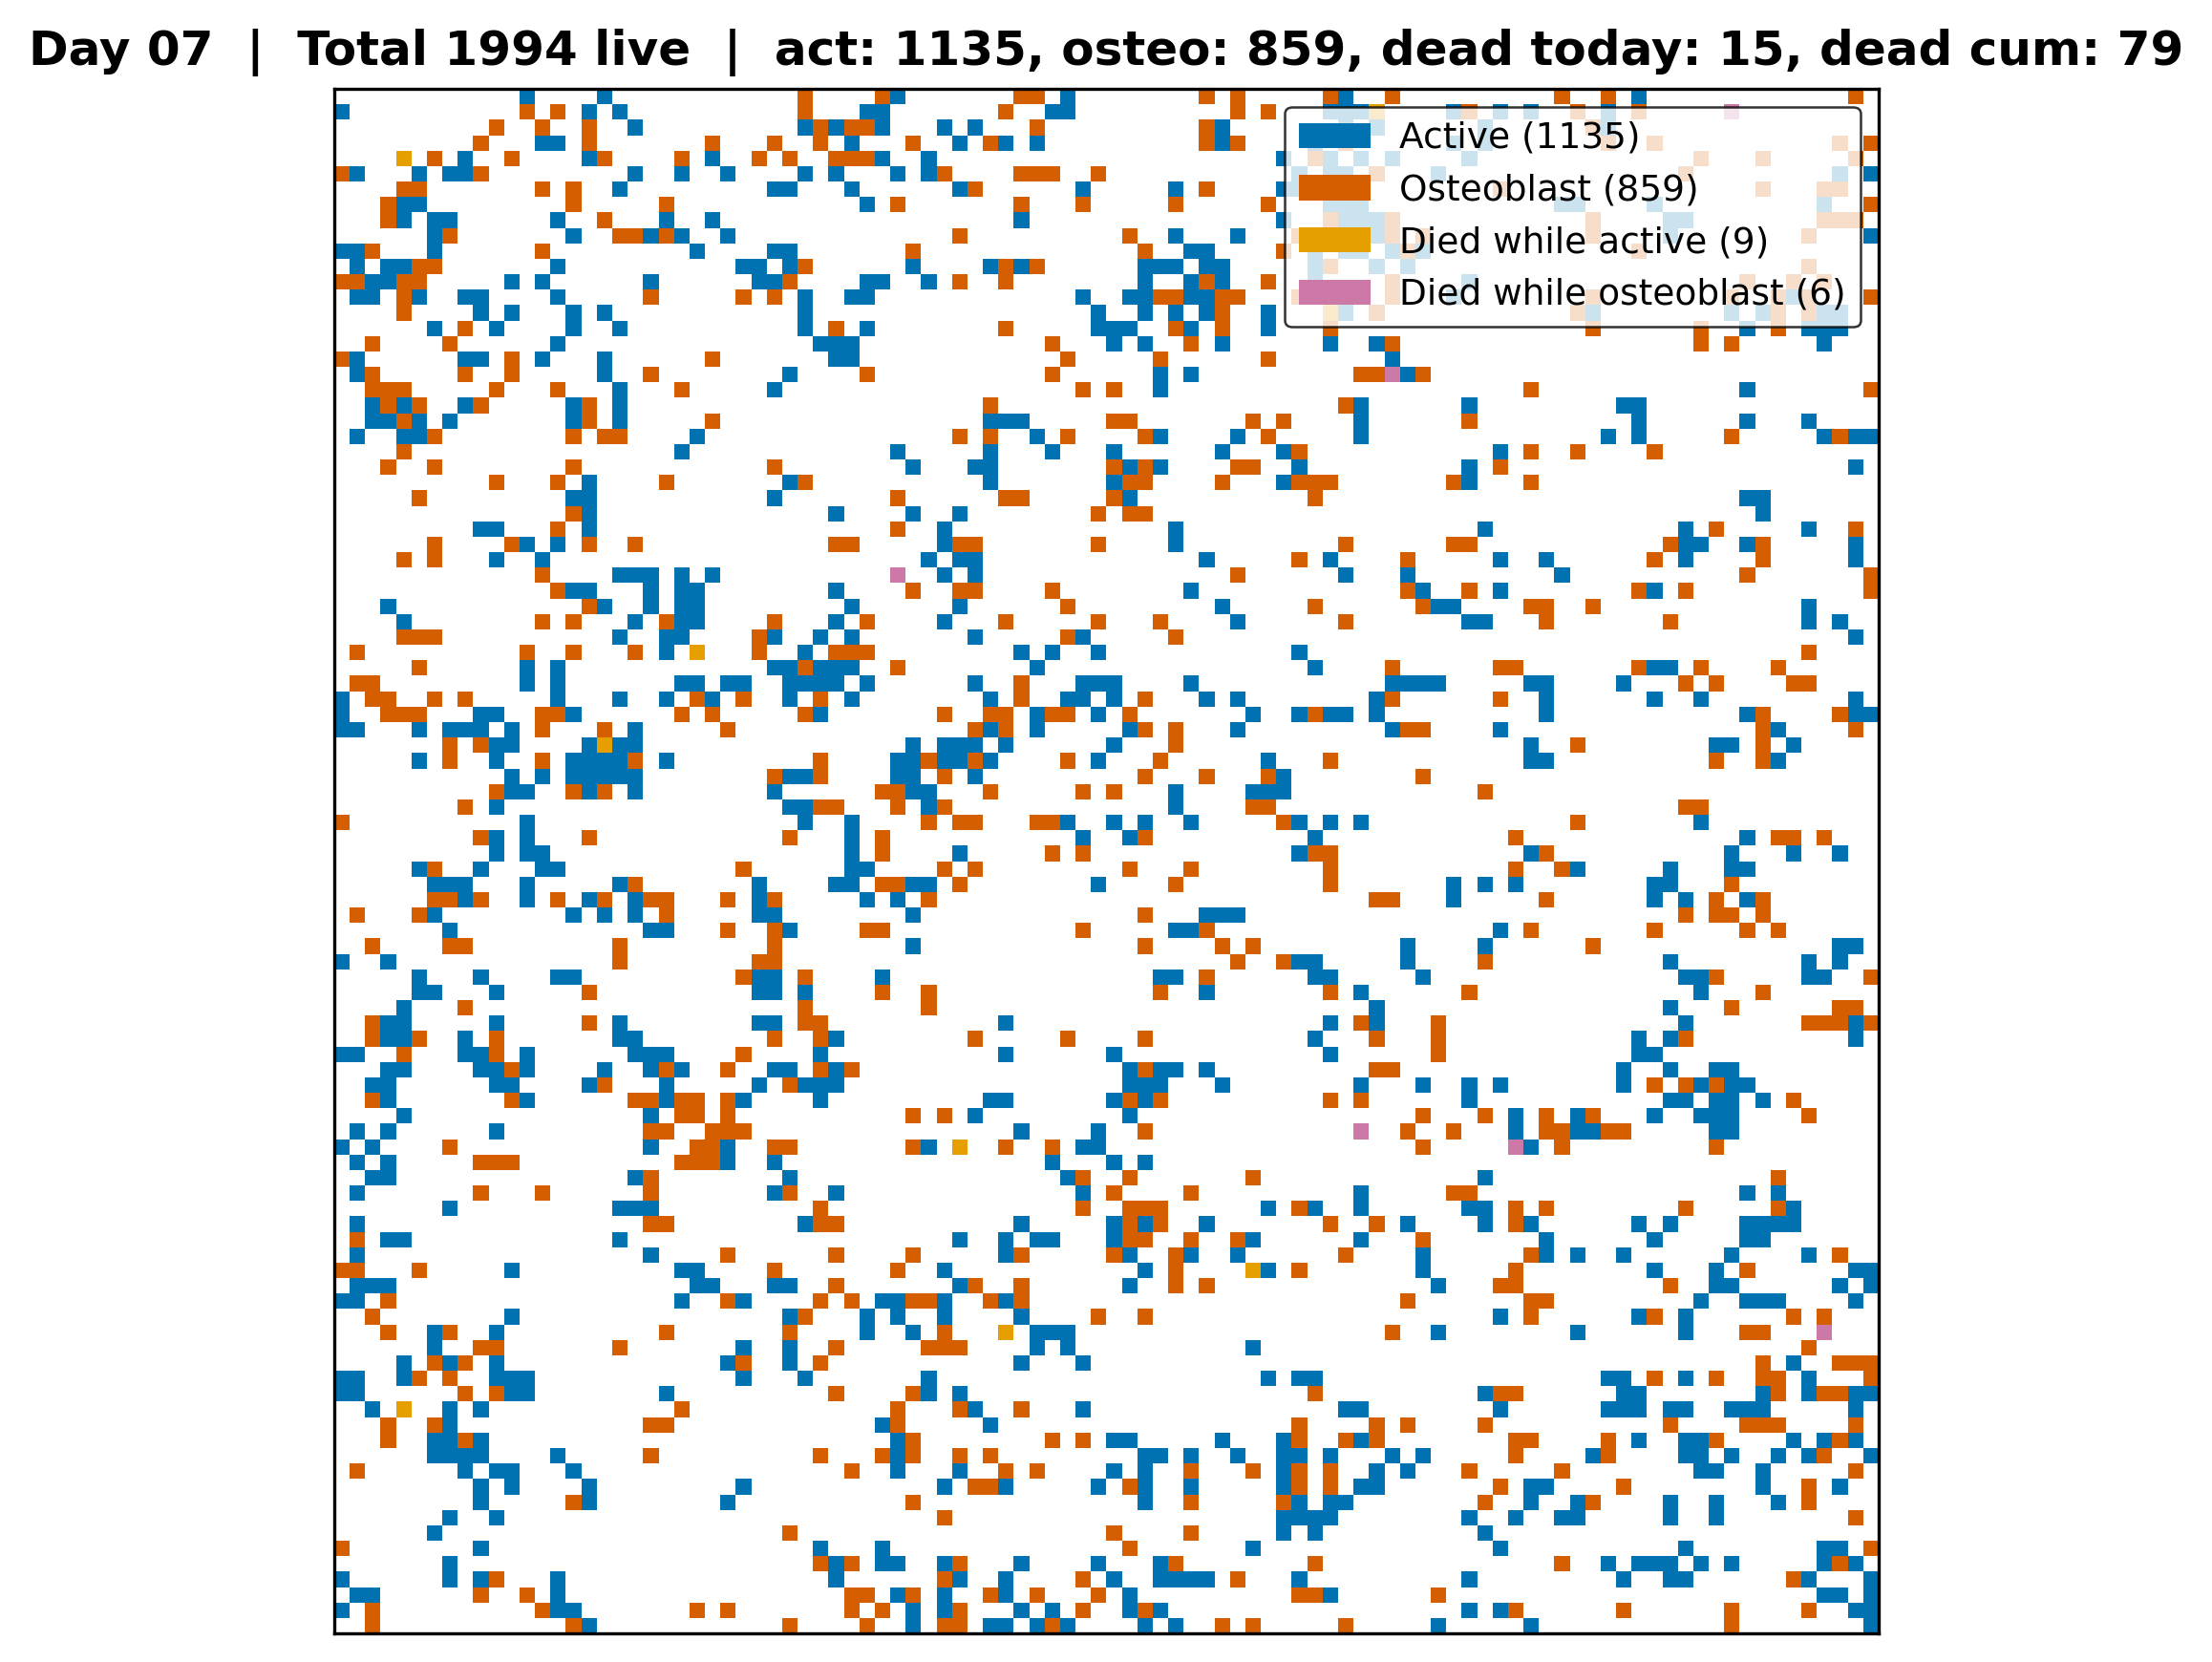 Day 07 | Total 1994 live | act: 1135, osteo: 859, dead today: 15, dead cum: 79
Active (1135)
Osteoblast (859)
Died while active (9)
Died while osteoblast (6)